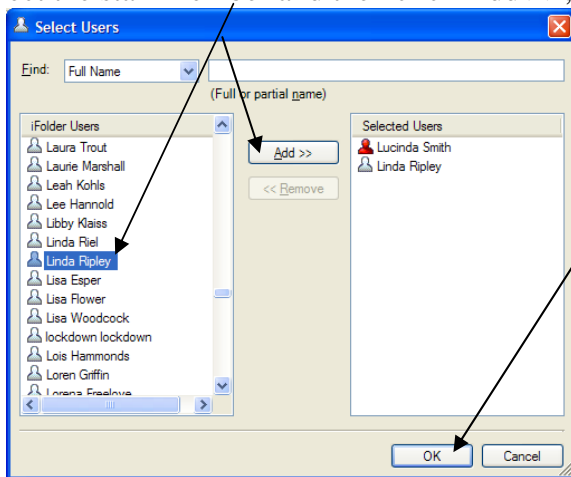 Select Users
Find: Full Name
(Full or partial name)
iFolder Users
Laura Trout
Laurie Marshall
Leah Kohls
Lee Hannold
Libby Klaiss
Linda Riel
Linda Ripley
Lisa Esper
Lisa Flower
Lisa Woodcock
lockdown lockdown
Lois Hammonds
Loren Griffin
Lorena Freelove
Add >>
<< Remove
Selected Users
Lucinda Smith
Linda Ripley
OK
Cancel